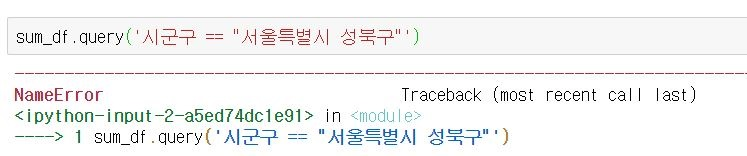 sum_df.query('시군구 == "서울특별시 성북구"')
---------------------------------------------------------------------------
NameError                                 Traceback (most recent call last)
<ipython-input-2-a5ed74dc1e91> in <module>
----> 1 sum_df.query('시군구 == "서울특별시 성북구"')